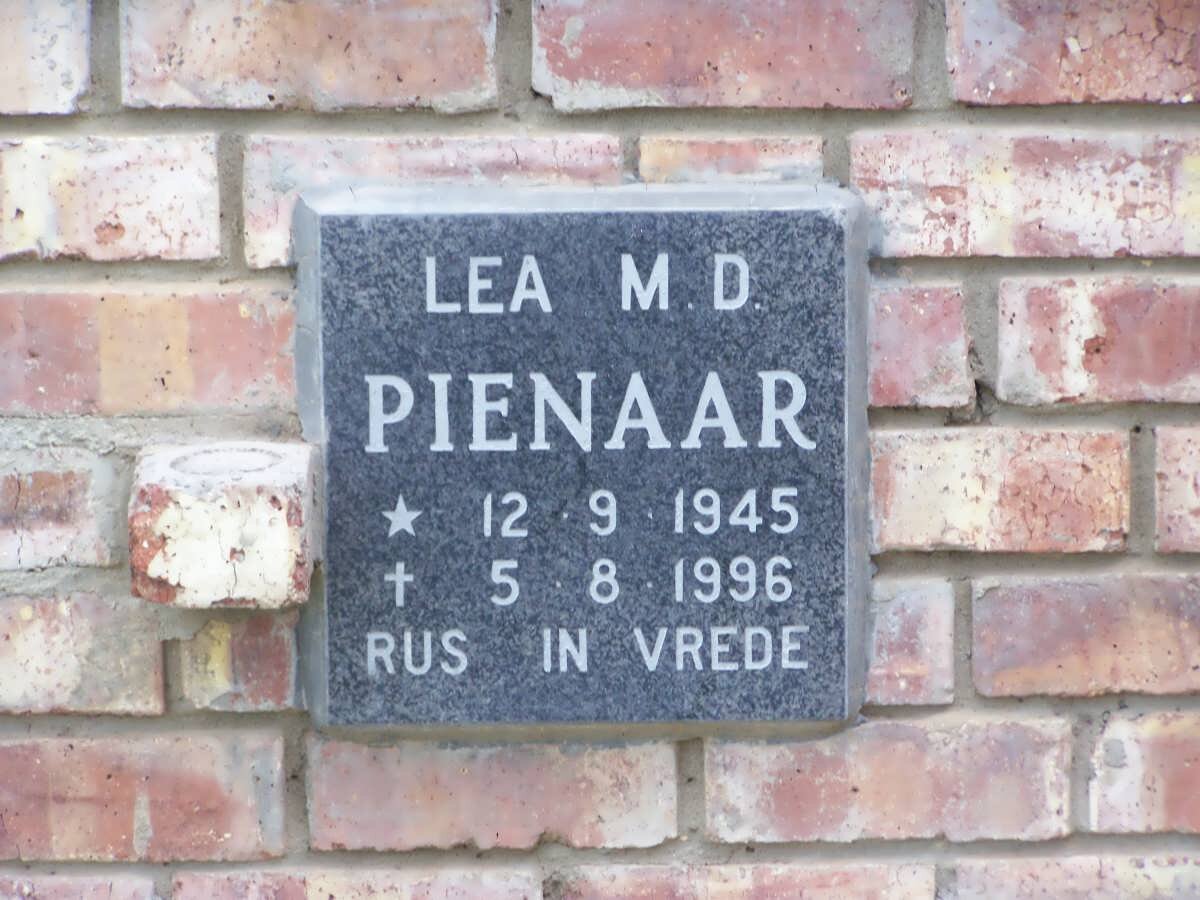 LEA M.D.
PIENAAR
★ 12·9·1945
† 5·8·1996
RUS IN VREDE